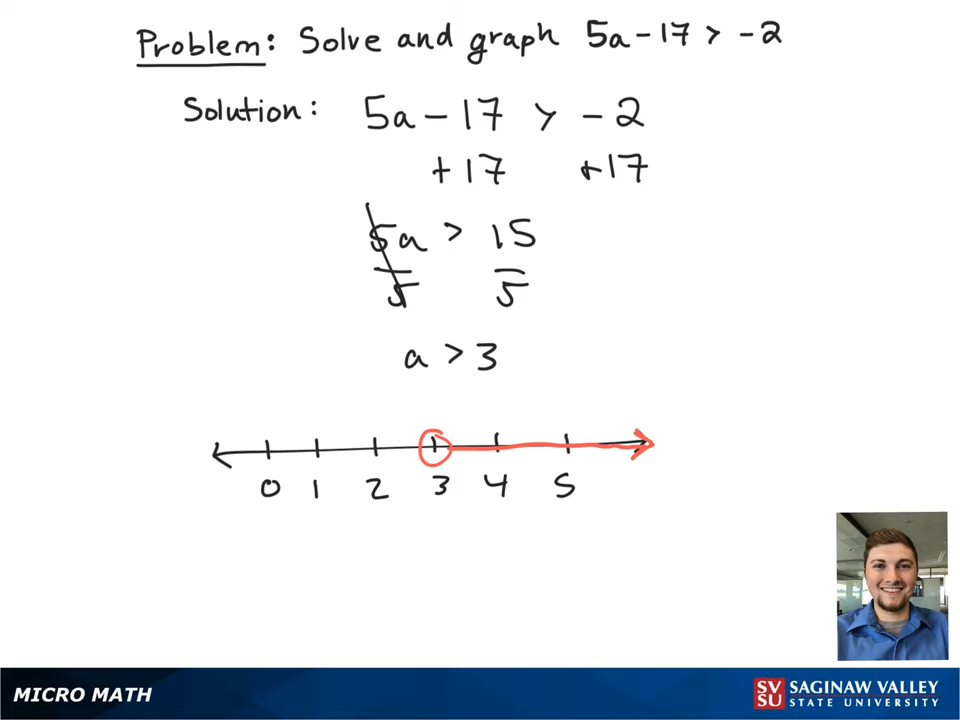 Problem: Solve and graph 5a - 17 > -2
Solution: 5a - 17 > -2
+17 +17
5a > 15
5 5
a > 3
0 1 2 3 4 5
MICRO MATH
SV SU SAGINAW VALLEY
STATE UNIVERSITY